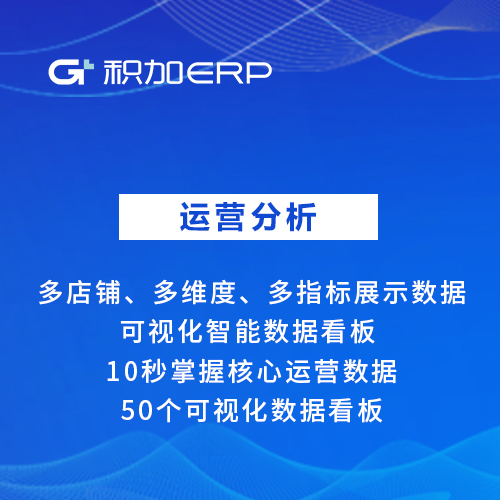 G+ 积加ERP
运营分析
多店铺、多维度、多指标展示数据
可视化智能数据看板
10秒掌握核心运营数据
50个可视化数据看板